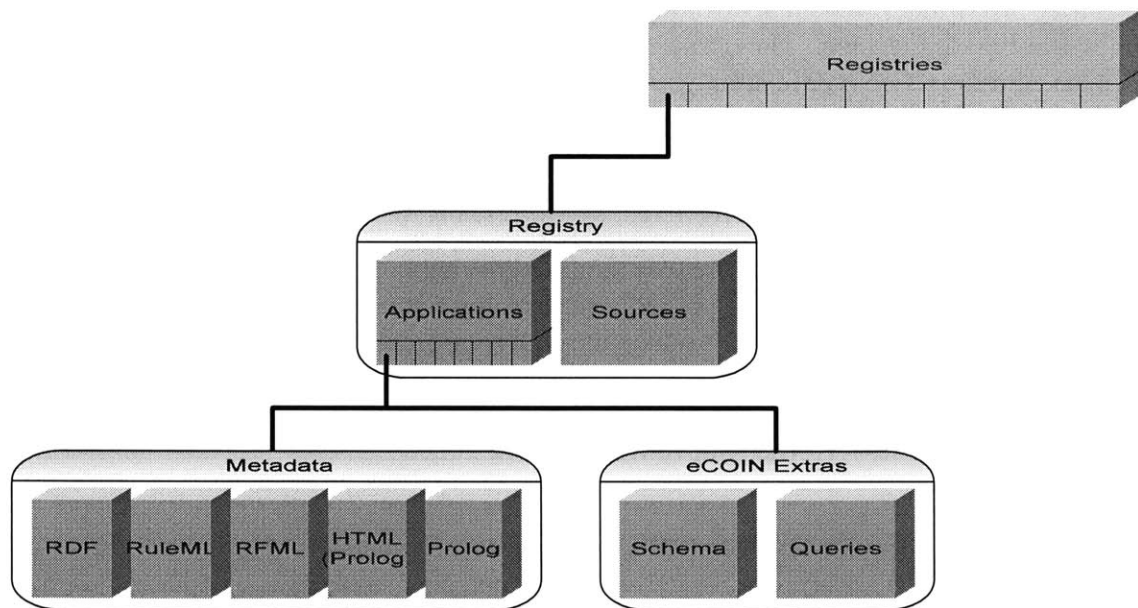 Registries
Registry
Applications
Sources
Metadata
eCOIN Extras
RDF
RuleML
RFML
HTML
(Prolog)
Prolog
Schema
Queries